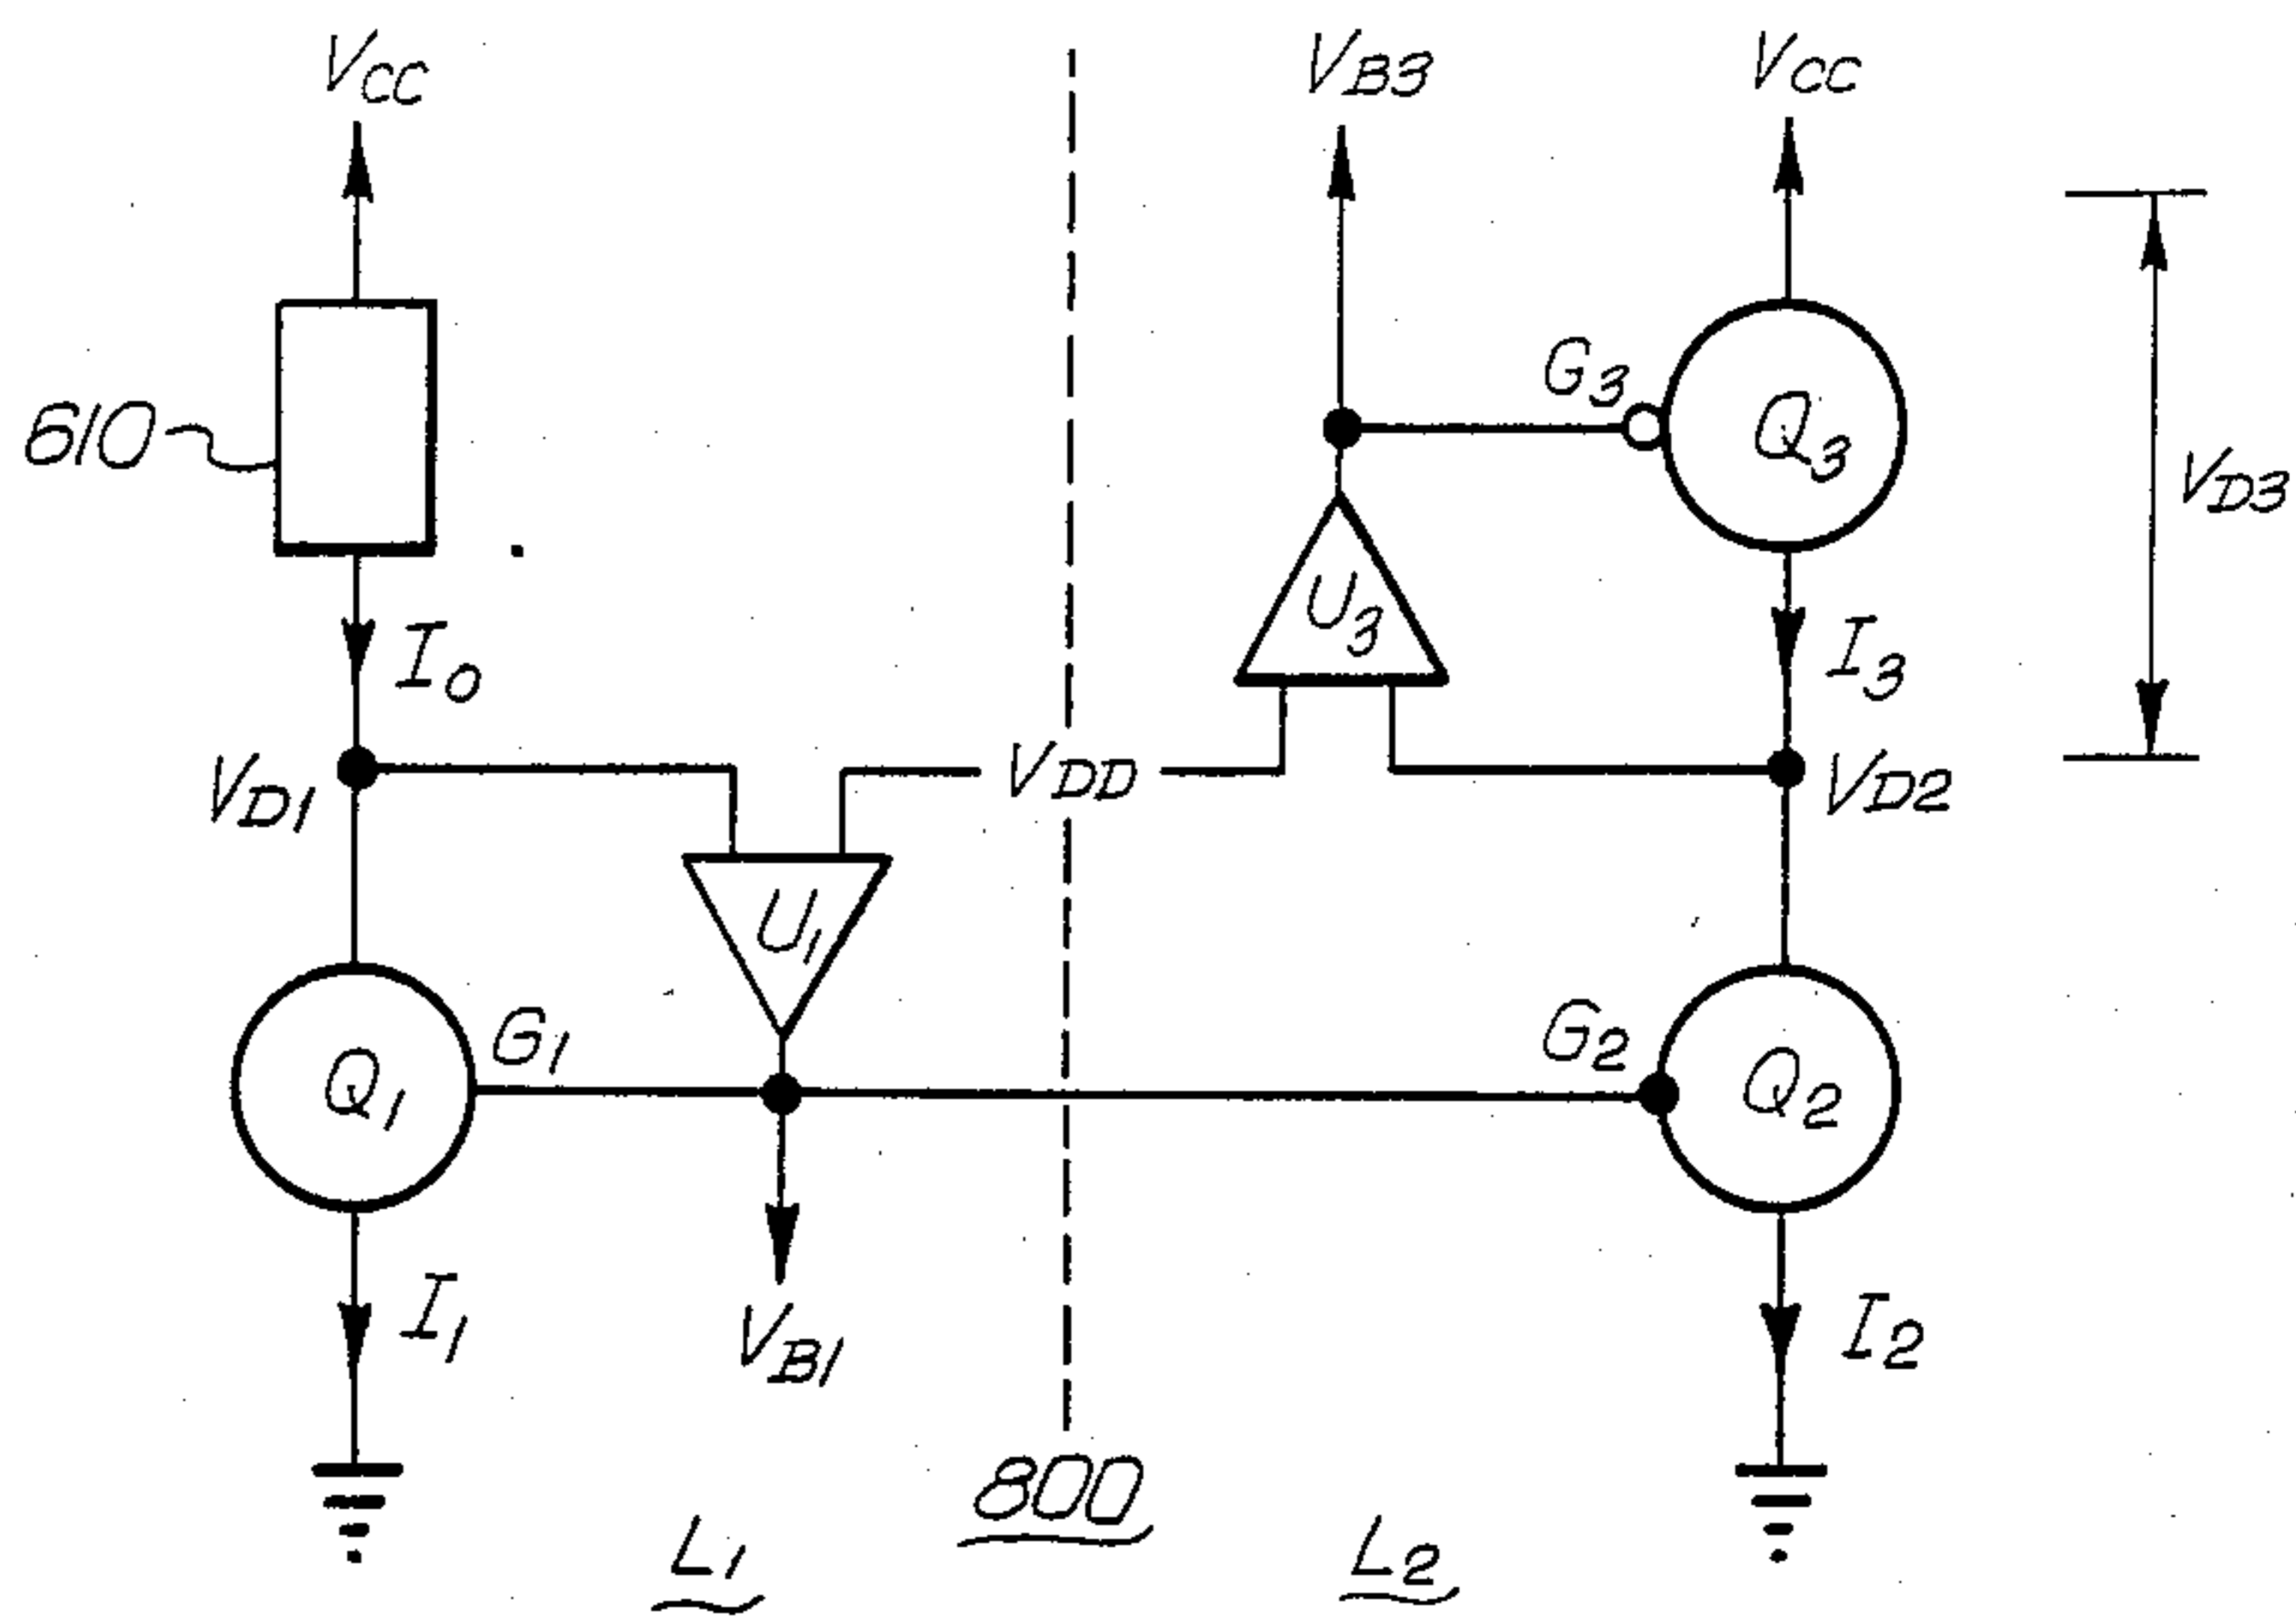 VCC
VB3
VCC
610
G3
Q3
VD3
U3
I0
I3
VD1
VDD
VD2
U1
G1
G2
Q1
Q2
I1
VB1
I2
800
L1
L2